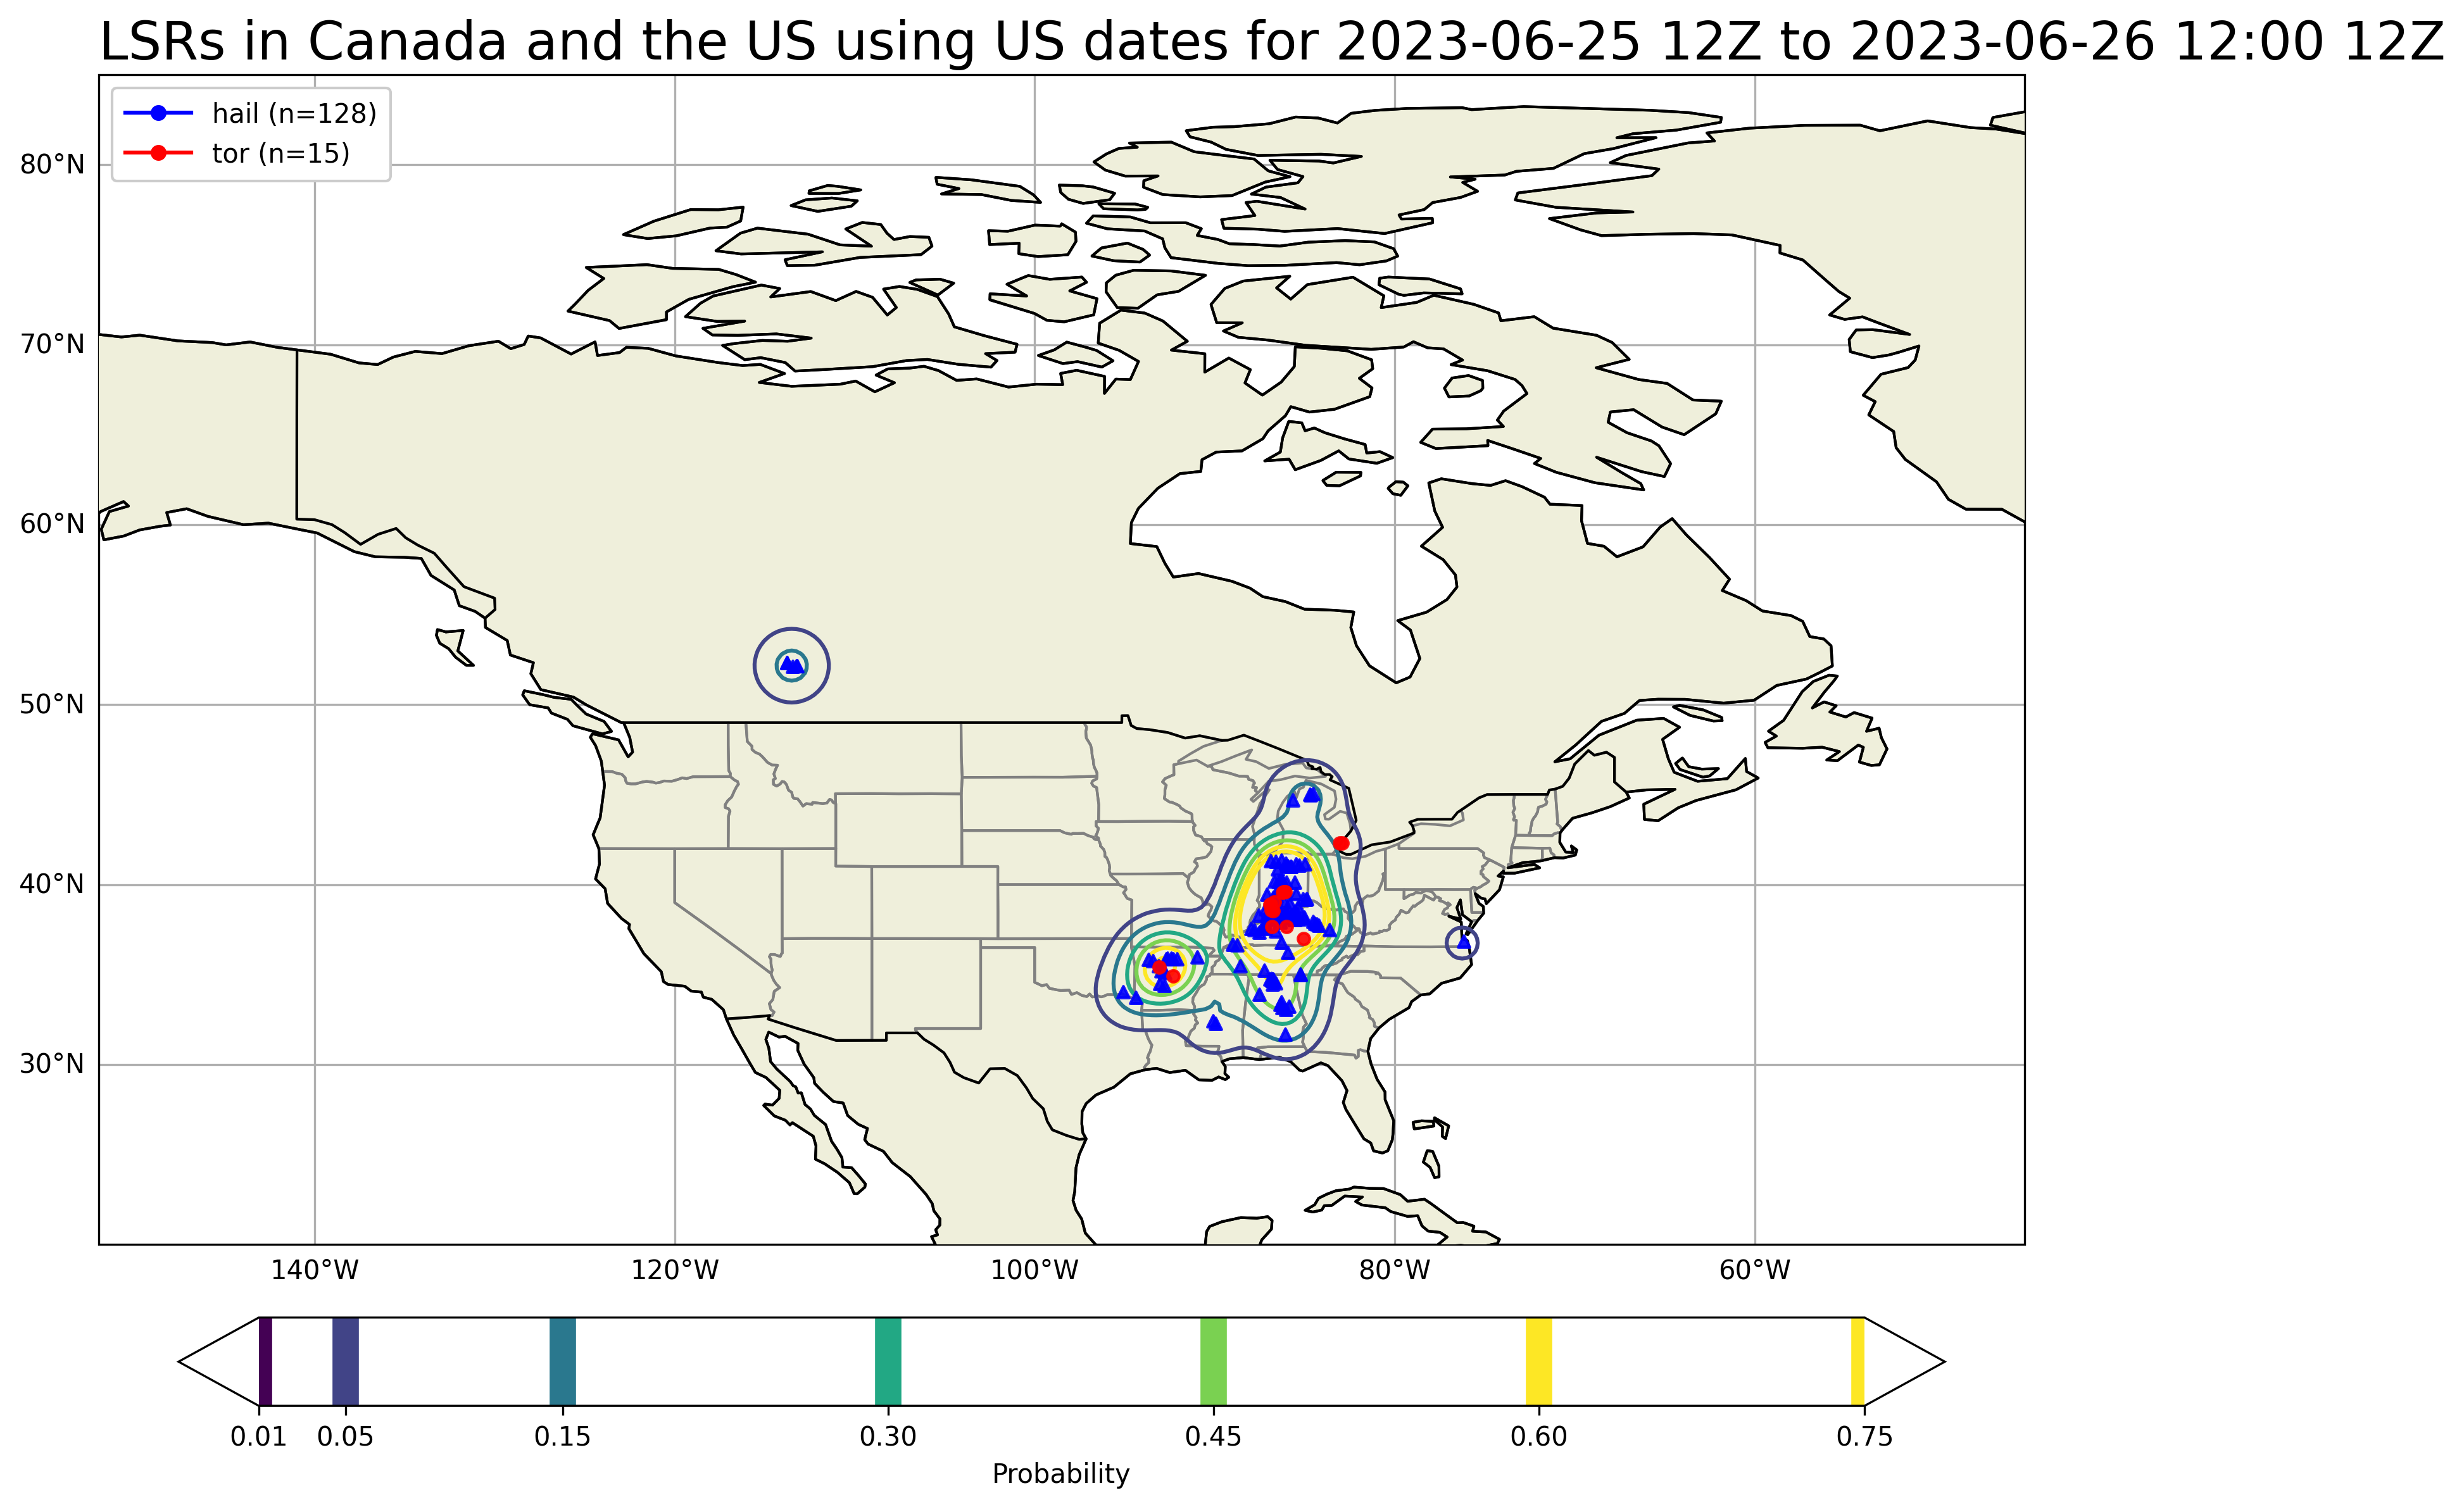 LSRs in Canada and the US using US dates for 2023-06-25 12Z to 2023-06-26 12:00 12Z
hail (n=128)
tor (n=15)
80°N
70°N
60°N
50°N
40°N
30°N
140°W 120°W 100°W 80°W 60°W
0.01 0.05 0.15 0.30 0.45 0.60 0.75
Probability